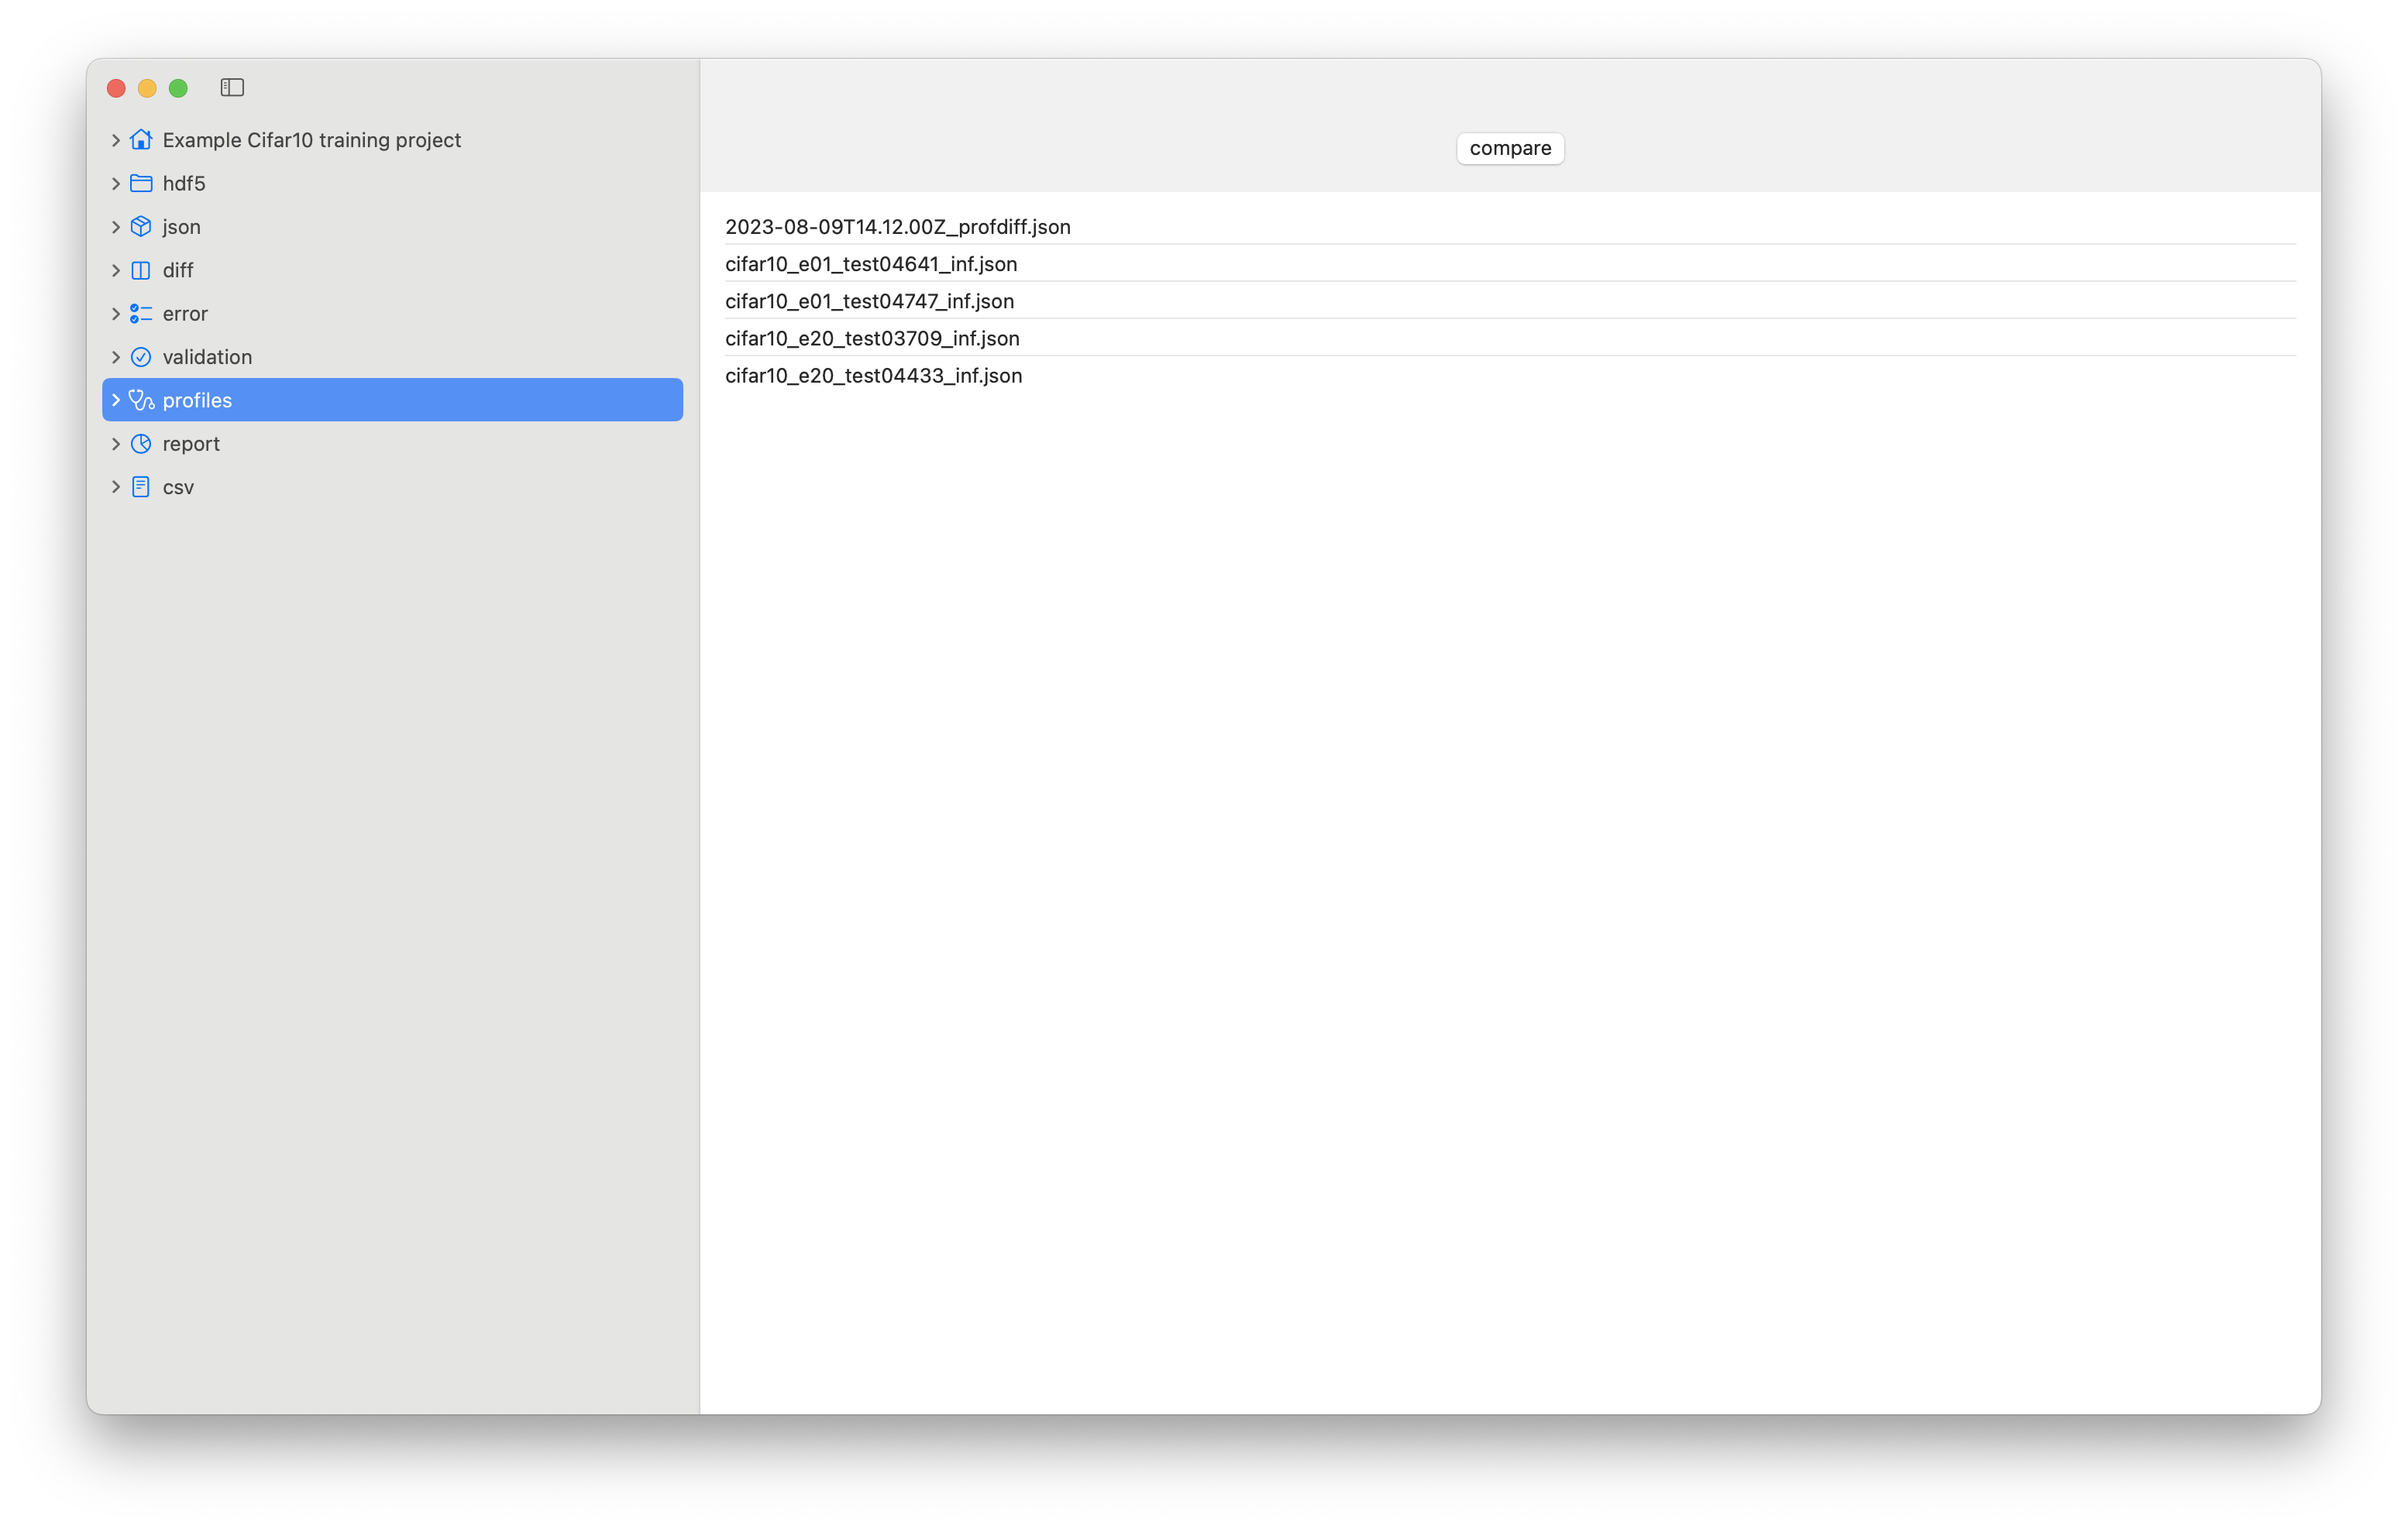 Example Cifar10 training project
hdf5
json
diff
error
validation
profiles
report
csv
compare
2023-08-09T14.12.00Z_profdiff.json
cifar10_e01_test04641_inf.json
cifar10_e01_test04747_inf.json
cifar10_e20_test03709_inf.json
cifar10_e20_test04433_inf.json